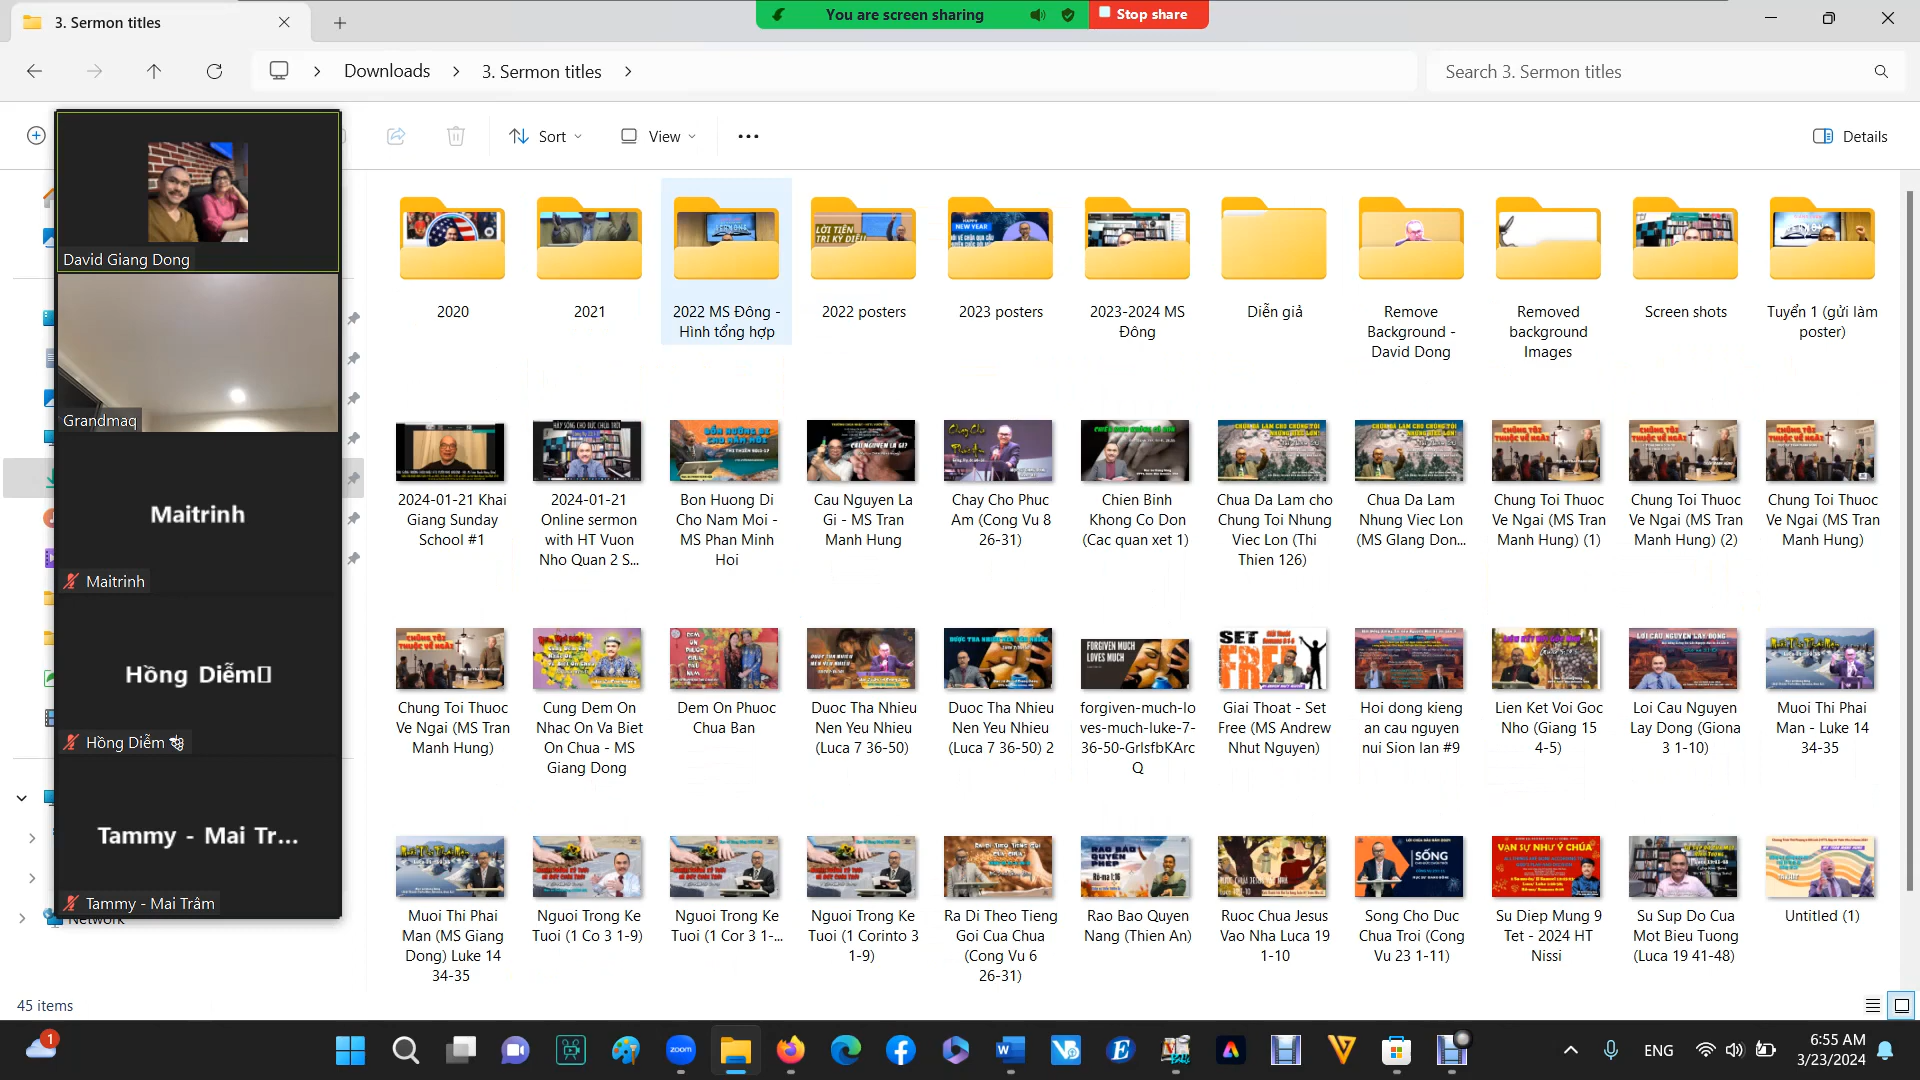 3. Sermon titles
You are screen sharing
Stop share
Downloads
3. Sermon titles
Search 3. Sermon titles
Sort
View
Details
David Giang Dong
Grandmaq
Maitrinh
Maitrinh
Hồng Diễm
Hồng Diễm
Tammy - Mai Tr...
Tammy - Mai Trâm
Network
2020
2021
2022 MS Đông -
Hình tổng hợp
2022 posters
2023 posters
2023-2024 MS
Đông
Diễn giả
Remove
Background -
David Dong
Removed
background
Images
Screen shots
Tuyển 1 (gửi làm
poster)
2024-01-21 Khai
Giang Sunday
School #1
2024-01-21
Online sermon
with HT Vuon
Nho Quan 2 S...
Bon Huong Di
Cho Nam Moi -
MS Phan Minh
Hoi
Cau Nguyen La
Gi - MS Tran
Manh Hung
Chay Cho Phuc
Am (Cong Vu 8
26-31)
Chien Binh
Khong Co Don
(Cac quan xet 1)
Chua Da Lam cho
Chung Toi Nhung
Viec Lon (Thi
Thien 126)
Chua Da Lam
Nhung Viec Lon
(MS GIang Don...
Chung Toi Thuoc
Ve Ngai (MS Tran
Manh Hung) (1)
Chung Toi Thuoc
Ve Ngai (MS Tran
Manh Hung) (2)
Chung Toi Thuoc
Ve Ngai (MS Tran
Manh Hung)
Chung Toi Thuoc
Ve Ngai (MS Tran
Manh Hung)
Cung Dem On
Nhac On Va Biet
On Chua - MS
Giang Dong
Dem On Phuoc
Chua Ban
Duoc Tha Nhieu
Nen Yeu Nhieu
(Luca 7 36-50)
Duoc Tha Nhieu
Nen Yeu Nhieu
(Luca 7 36-50) 2
FORGIVEN MUCH
LOVES MUCH
forgiven-much-lo
ves-much-luke-7-
36-50-GrlsfbKArc
Q
SET
FREE
Giai Thoat - Set
Free (MS Andrew
Nhut Nguyen)
Hoi dong kieng
an cau nguyen
nui Sion lan #9
Lien Ket Voi Goc
Nho (Giang 15
4-5)
Loi Cau Nguyen
Lay Dong (Giona
3 1-10)
Muoi Thi Phai
Man - Luke 14
34-35
Muoi Thi Phai
Man (MS Giang
Dong) Luke 14
34-35
Nguoi Trong Ke
Tuoi (1 Co 3 1-9)
Nguoi Trong Ke
Tuoi (1 Cor 3 1-...
Nguoi Trong Ke
Tuoi (1 Corinto 3
1-9)
Ra Di Theo Tieng
Goi Cua Chua
(Cong Vu 6
26-31)
Rao Bao Quyen
Nang (Thien An)
Ruoc Chua Jesus
Vao Nha Luca 19
1-10
SỐNG
Song Cho Duc
Chua Troi (Cong
Vu 23 1-11)
VẠN SỰ NHƯ Ý CHÚA
Su Diep Mung 9
Tet - 2024 HT
Nissi
Su Sup Do Cua
Mot Bieu Tuong
(Luca 19 41-48)
Untitled (1)
45 items
1
zoom
ENG
6:55 AM
3/23/2024